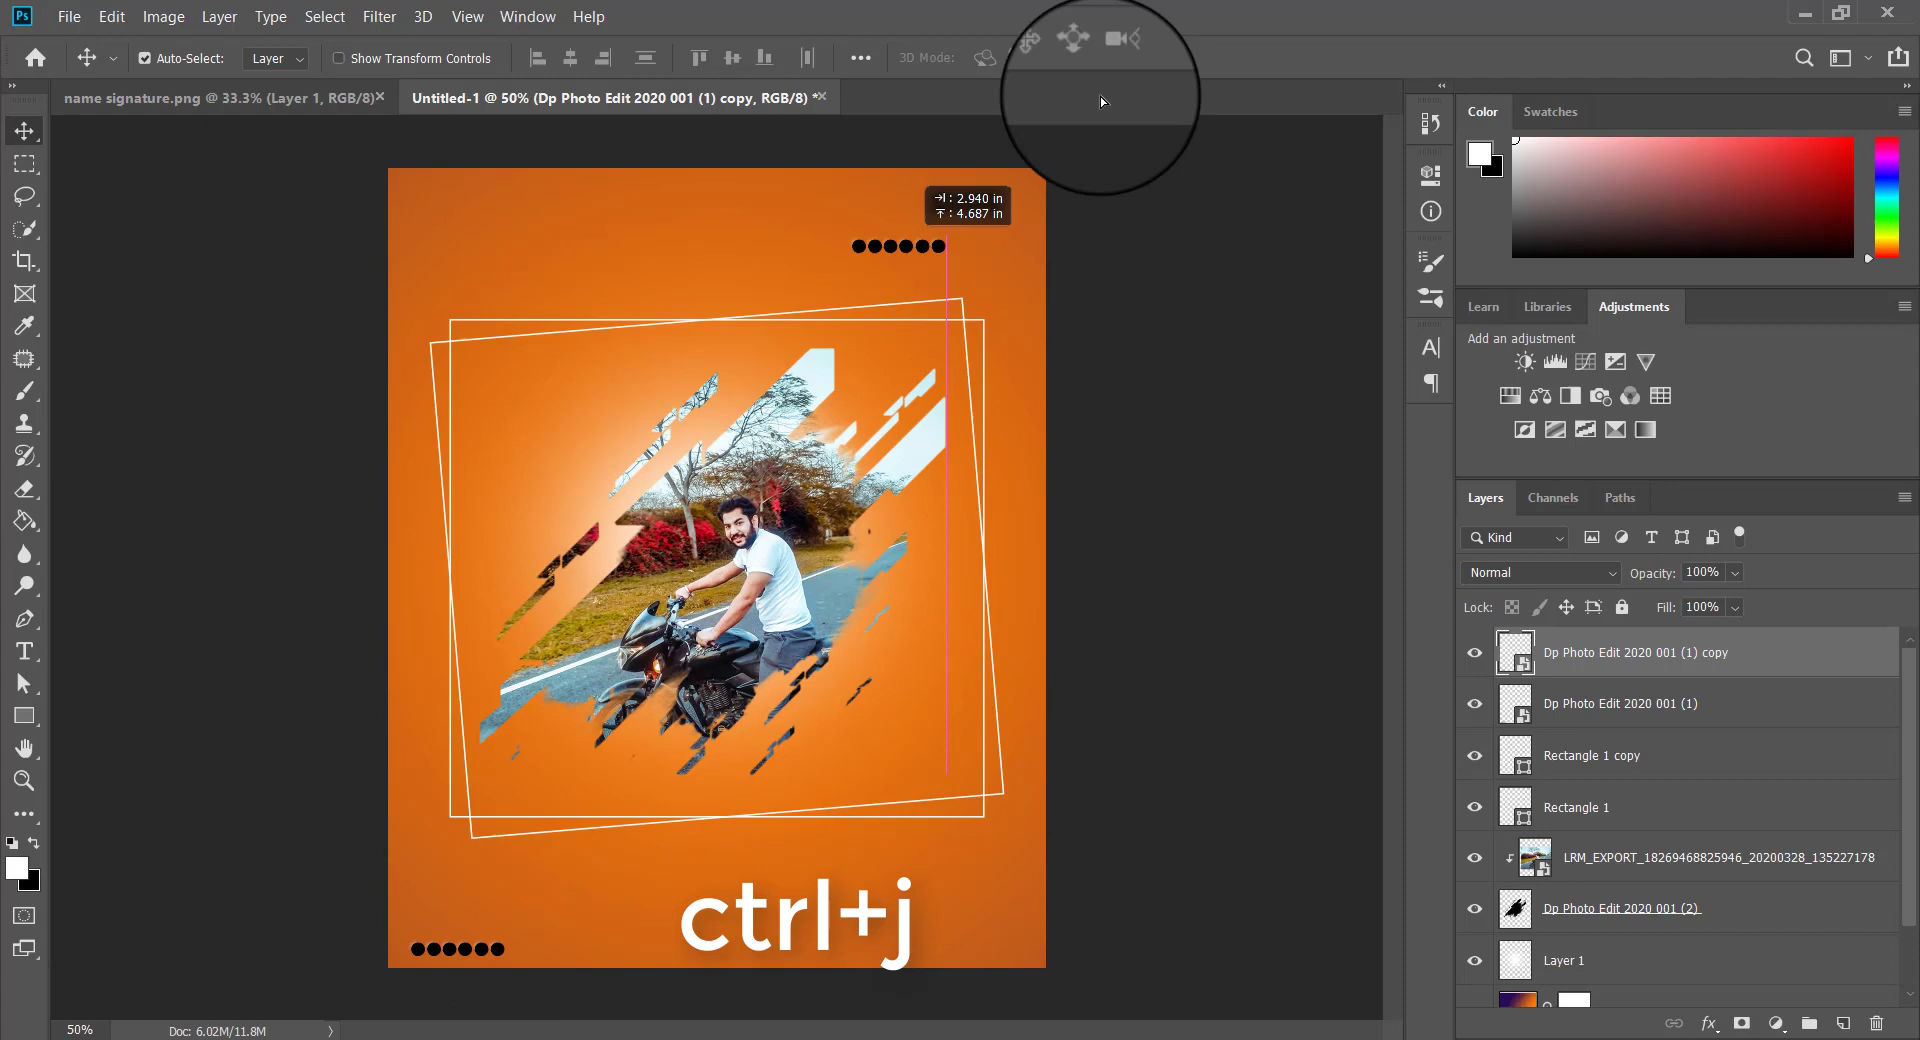 Ps File Edit Image Layer Type Select Filter 3D View Window Help
Auto-Select: Layer Show Transform Controls 3D Mode:
name signature.png @ 33.3% (Layer 1, RGB/8)
Untitled-1 @ 50% (Dp Photo Edit 2020 001 (1) copy, RGB/8) *
Color Swatches
: 2.940 in
: 4.687 in
Learn Libraries Adjustments
Add an adjustment
Layers Channels Paths
Kind
Normal Opacity: 100%
Lock: Fill: 100%
Dp Photo Edit 2020 001 (1) copy
Dp Photo Edit 2020 001 (1)
Rectangle 1 copy
Rectangle 1
LRM_EXPORT_18269468825946_20200328_135227178
Dp Photo Edit 2020 001 (2)
Layer 1
ctrl+j
50% Doc: 6.02M/11.8M
fx